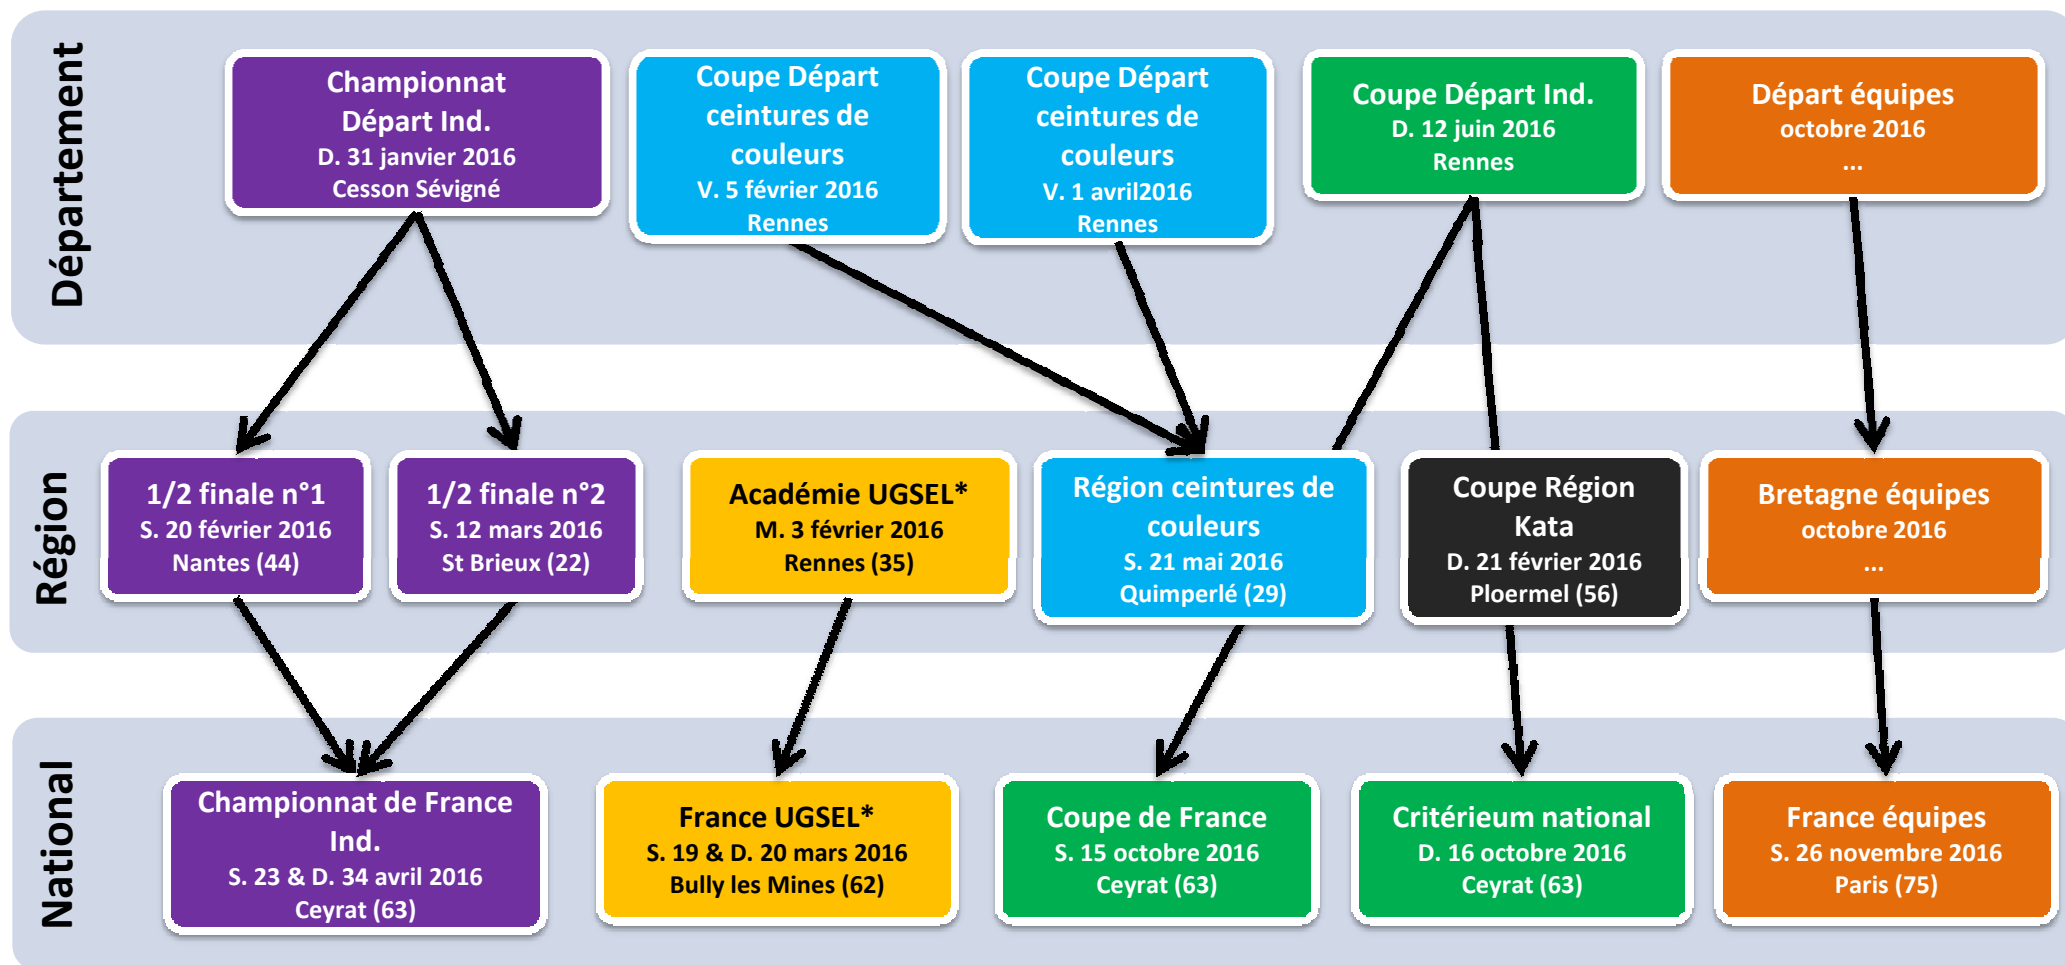 Département
Championnat
Départ Ind.
D. 31 janvier 2016
Cesson Sévigné
Coupe Départ
ceintures de
couleurs
V. 5 février 2016
Rennes
Coupe Départ
ceintures de
couleurs
V. 1 avril2016
Rennes
Coupe Départ Ind.
D. 12 juin 2016
Rennes
Départ équipes
octobre 2016
...
Région
1/2 finale n°1
S. 20 février 2016
Nantes (44)
1/2 finale n°2
S. 12 mars 2016
St Brieux (22)
Académie UGSEL*
M. 3 février 2016
Rennes (35)
Région ceintures de
couleurs
S. 21 mai 2016
Quimperlé (29)
Coupe Région
Kata
D. 21 février 2016
Ploermel (56)
Bretagne équipes
octobre 2016
...
National
Championnat de France
Ind.
S. 23 & D. 34 avril 2016
Ceyrat (63)
France UGSEL*
S. 19 & D. 20 mars 2016
Bully les Mines (62)
Coupe de France
S. 15 octobre 2016
Ceyrat (63)
Critérieum national
D. 16 octobre 2016
Ceyrat (63)
France équipes
S. 26 novembre 2016
Paris (75)